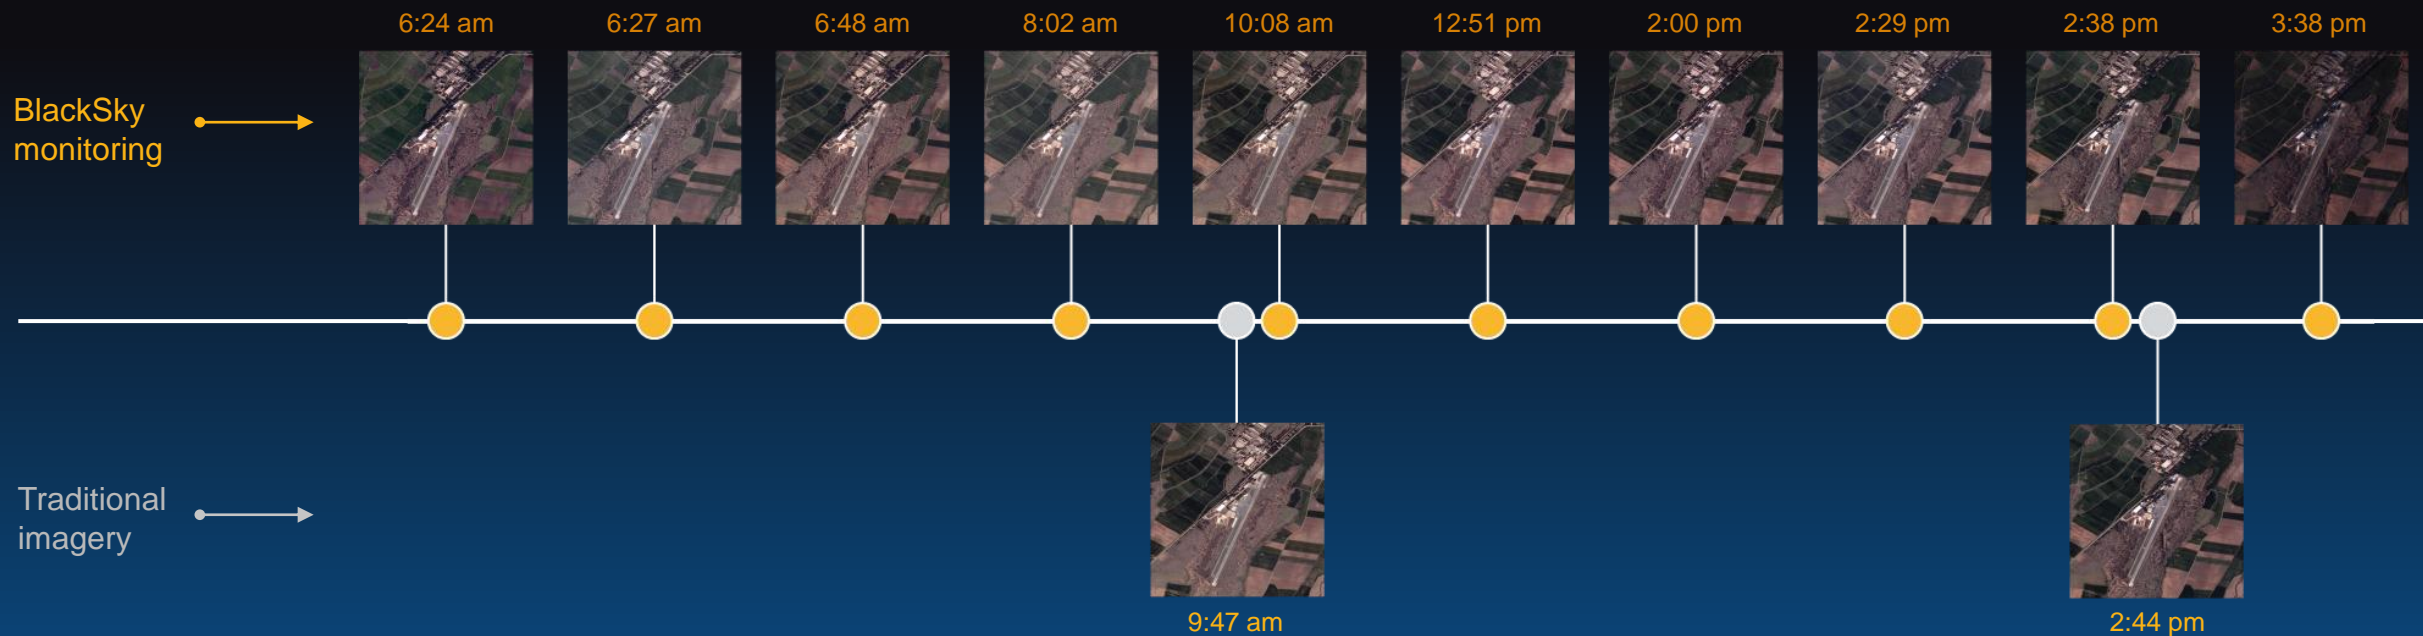 6:24 am
6:27 am
6:48 am
8:02 am
10:08 am
12:51 pm
2:00 pm
2:29 pm
2:38 pm
3:38 pm
BlackSky
monitoring
Traditional
imagery
9:47 am
2:44 pm